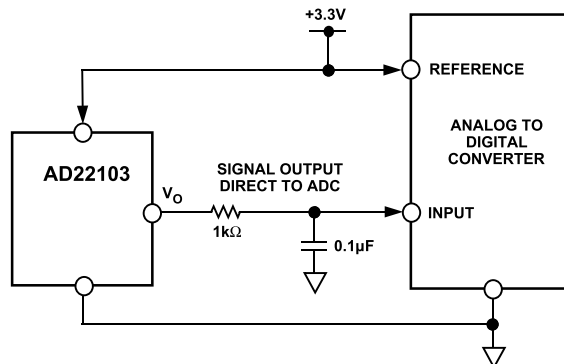 +3.3V
REFERENCE
ANALOG TO
DIGITAL
CONVERTER
AD22103
SIGNAL OUTPUT
DIRECT TO ADC
VO
INPUT
1kΩ
0.1µF